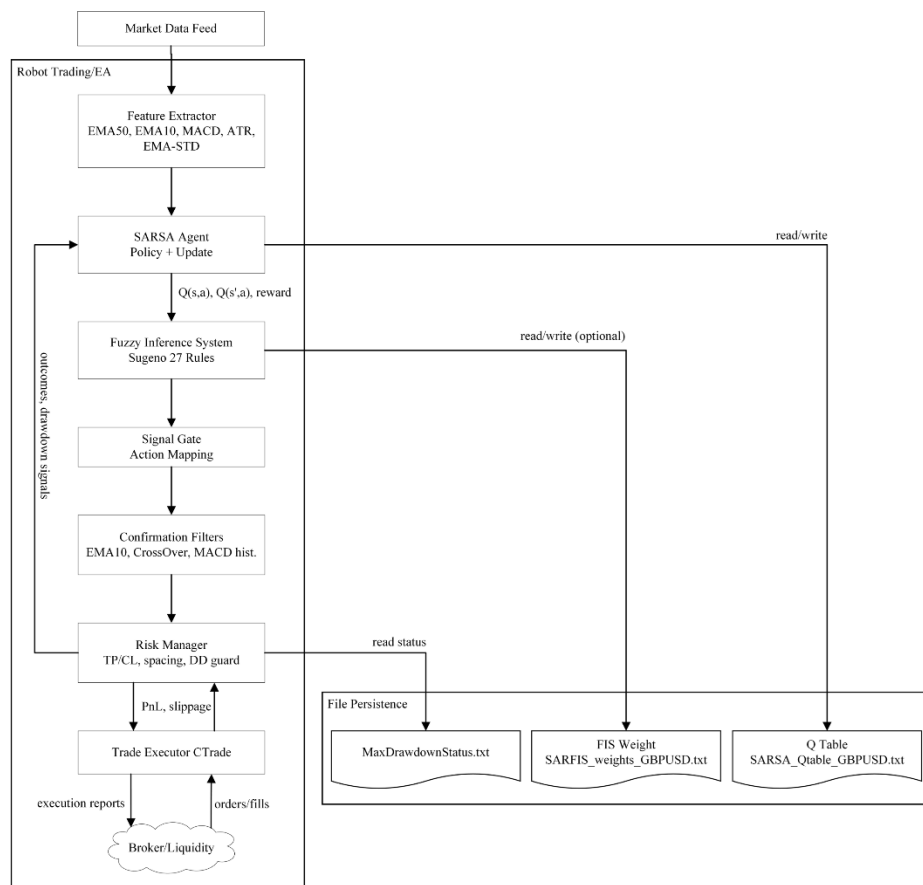 Market Data Feed
Robot Trading/EA
Feature Extractor
EMA50, EMA10, MACD, ATR,
EMA-STD
SARSA Agent
Policy + Update
read/write
Q(s,a), Q(s',a), reward
Fuzzy Inference System
Sugeno 27 Rules
read/write (optional)
outcomes, drawdown signals
Signal Gate
Action Mapping
Confirmation Filters
EMA10, CrossOver, MACD hist.
Risk Manager
TP/CL, spacing, DD guard
read status
PnL, slippage
File Persistence
Trade Executor CTrade
MaxDrawdownStatus.txt
FIS Weight
SARFIS_weights_GBPUSD.txt
Q Table
SARSA_Qtable_GBPUSD.txt
execution reports
orders/fills
Broker/Liquidity